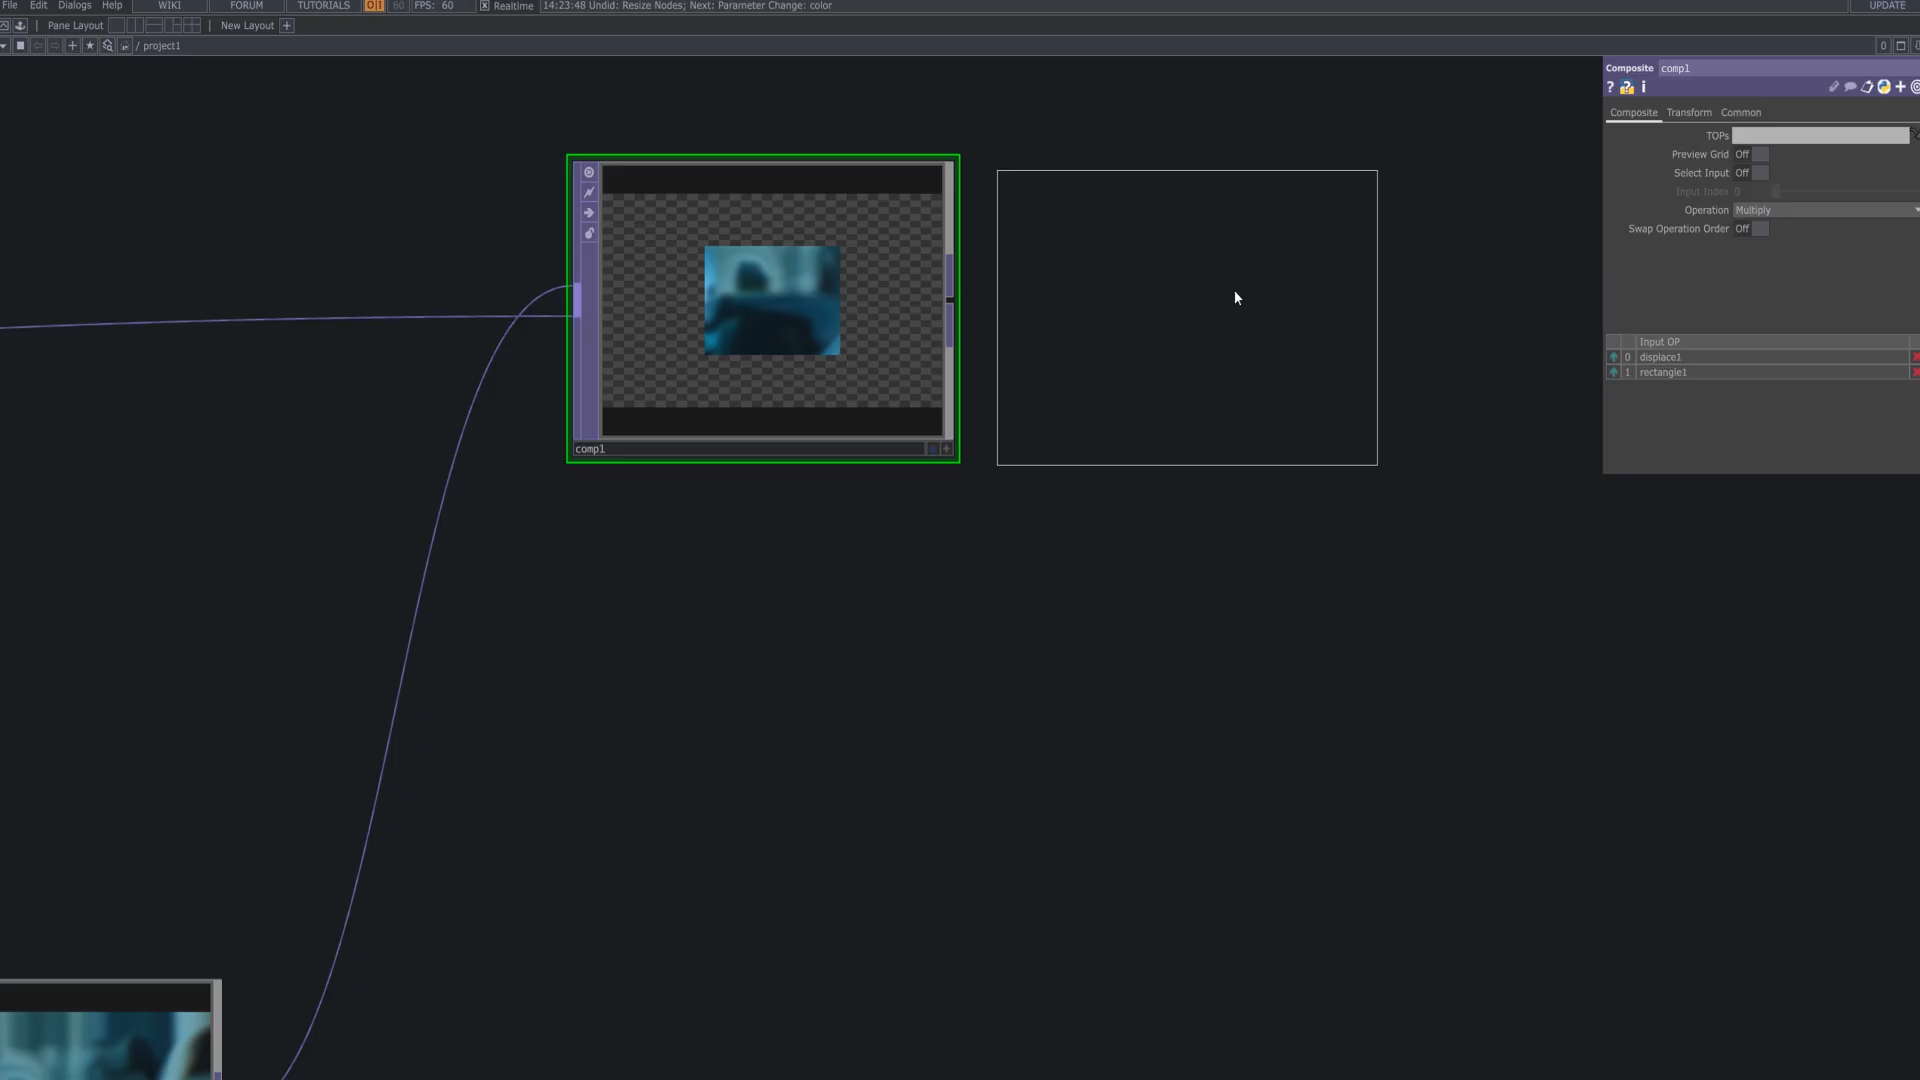 File Edit Dialogs Help WIKI FORUM TUTORIALS O|I 60 FPS: 60 Realtime 14:23:48 Undid: Resize Nodes; Next: Parameter Change: color UPDATE
Pane Layout New Layout +
/ project1 0
Composite comp1
? ? i
Composite Transform Common
TOPs
Preview Grid Off
Select Input Off
Input Index 0
Operation Multiply
Swap Operation Order Off
Input OP
0 displace1
1 rectangle1
comp1